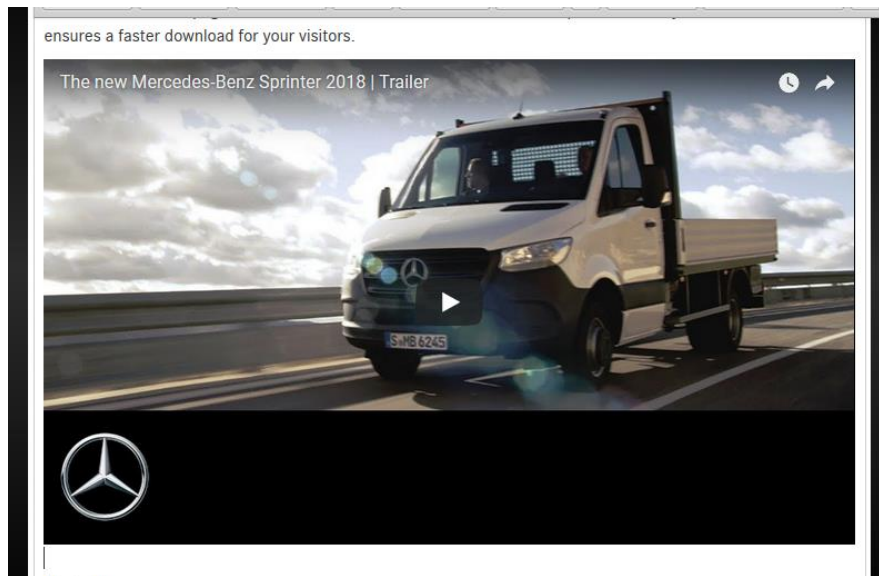 ensures a faster download for your visitors.
The new Mercedes-Benz Sprinter 2018 | Trailer
S MB 6245